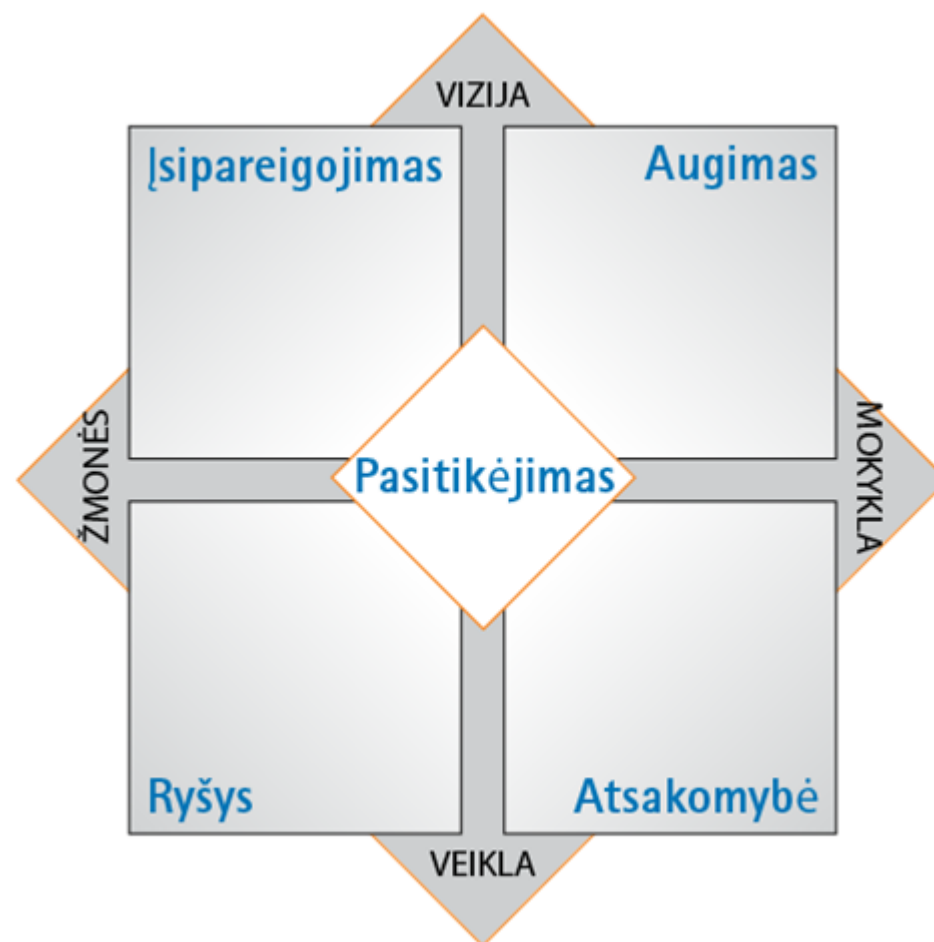 VIZIJA
Įsipareigojimas
Augimas
ŽMONĖS
Pasitikėjimas
MOKYKLA
Ryšys
Atsakomybė
VEIKLA